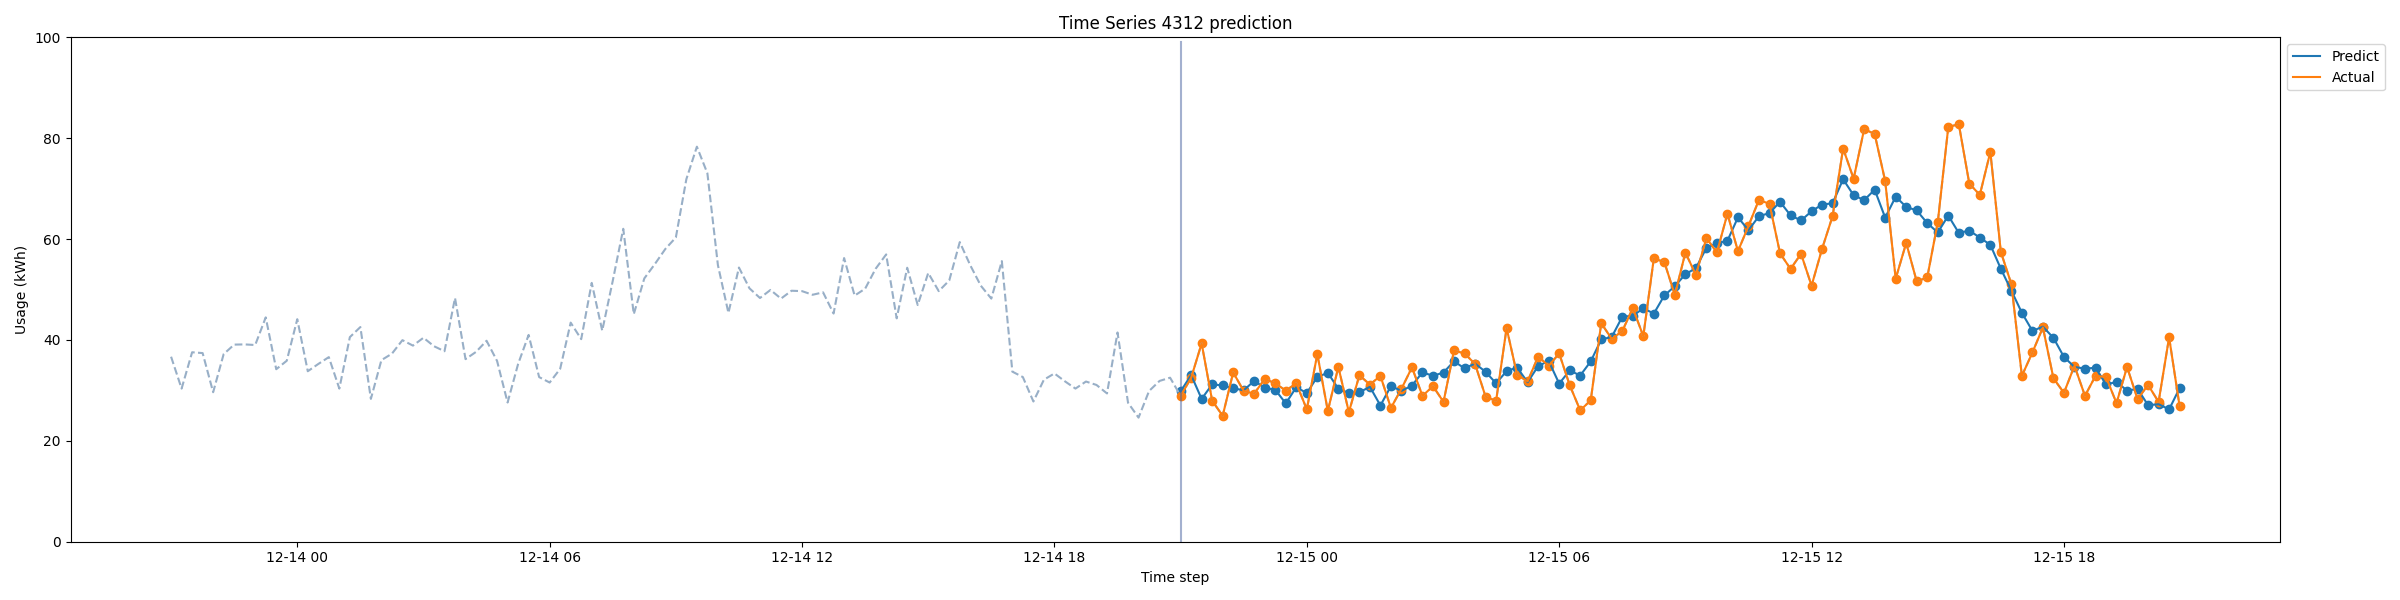 Time Series 4312 prediction
Predict
Actual
Usage (kWh)
100
80
60
40
20
0
12-14 00
12-14 06
12-14 12
12-14 18
12-15 00
12-15 06
12-15 12
12-15 18
Time step